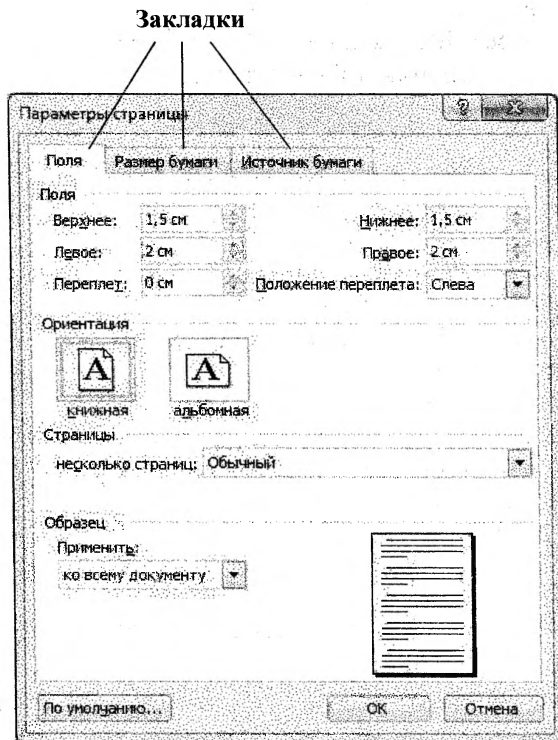 Закладки
Параметры страницы
Поля Размер бумаги Источник бумаги
Поля
Верхнее: 1,5 см Нижнее: 1,5 см
Левое: 2 см Правое: 2 см
Переплет: 0 см Положение переплета: Слева
Ориентация
A A
книжная альбомная
Страницы
несколько страниц: Обычный
Образец
Применить:
ко всему документу
По умолчанию... ОК Отмена